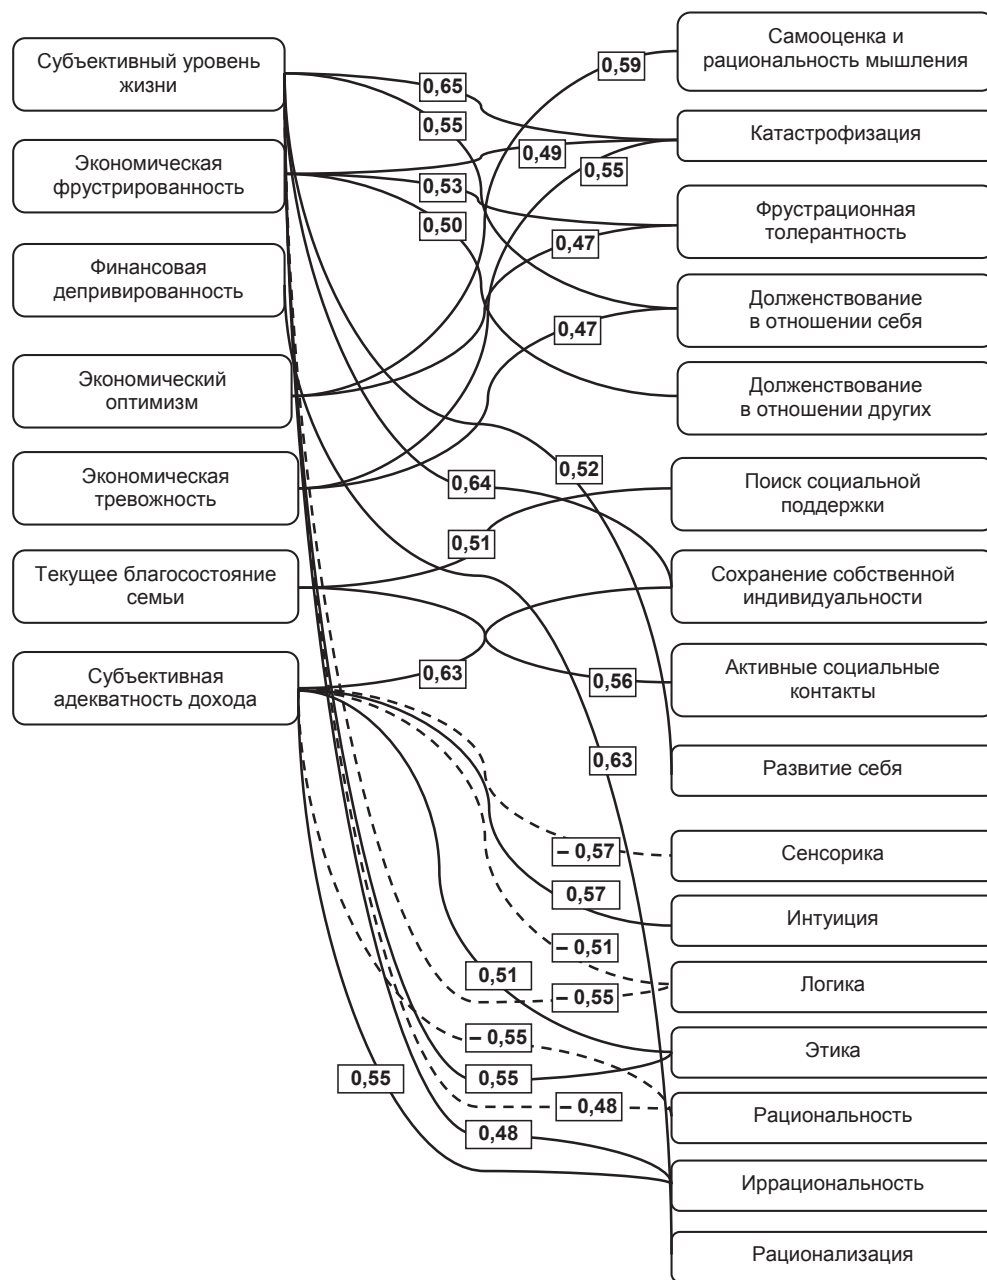 Субъективный уровень
жизни
Экономическая
фрустрированность
Финансовая
депривированность
Экономический
оптимизм
Экономическая
тревожность
Текущее благосостояние
семьи
Субъективная
адекватность дохода
0,59
0,65
0,55
0,49
0,55
0,53
0,50
0,47
0,47
0,52
0,64
0,51
0,63
0,56
0,63
– 0,57
0,57
– 0,51
0,51
– 0,55
– 0,55
0,55
0,55
– 0,48
0,48
Самооценка и
рациональность мышления
Катастрофизация
Фрустрационная
толерантность
Долженствование
в отношении себя
Долженствование
в отношении других
Поиск социальной
поддержки
Сохранение собственной
индивидуальности
Активные социальные
контакты
Развитие себя
Сенсорика
Интуиция
Логика
Этика
Рациональность
Иррациональность
Рационализация